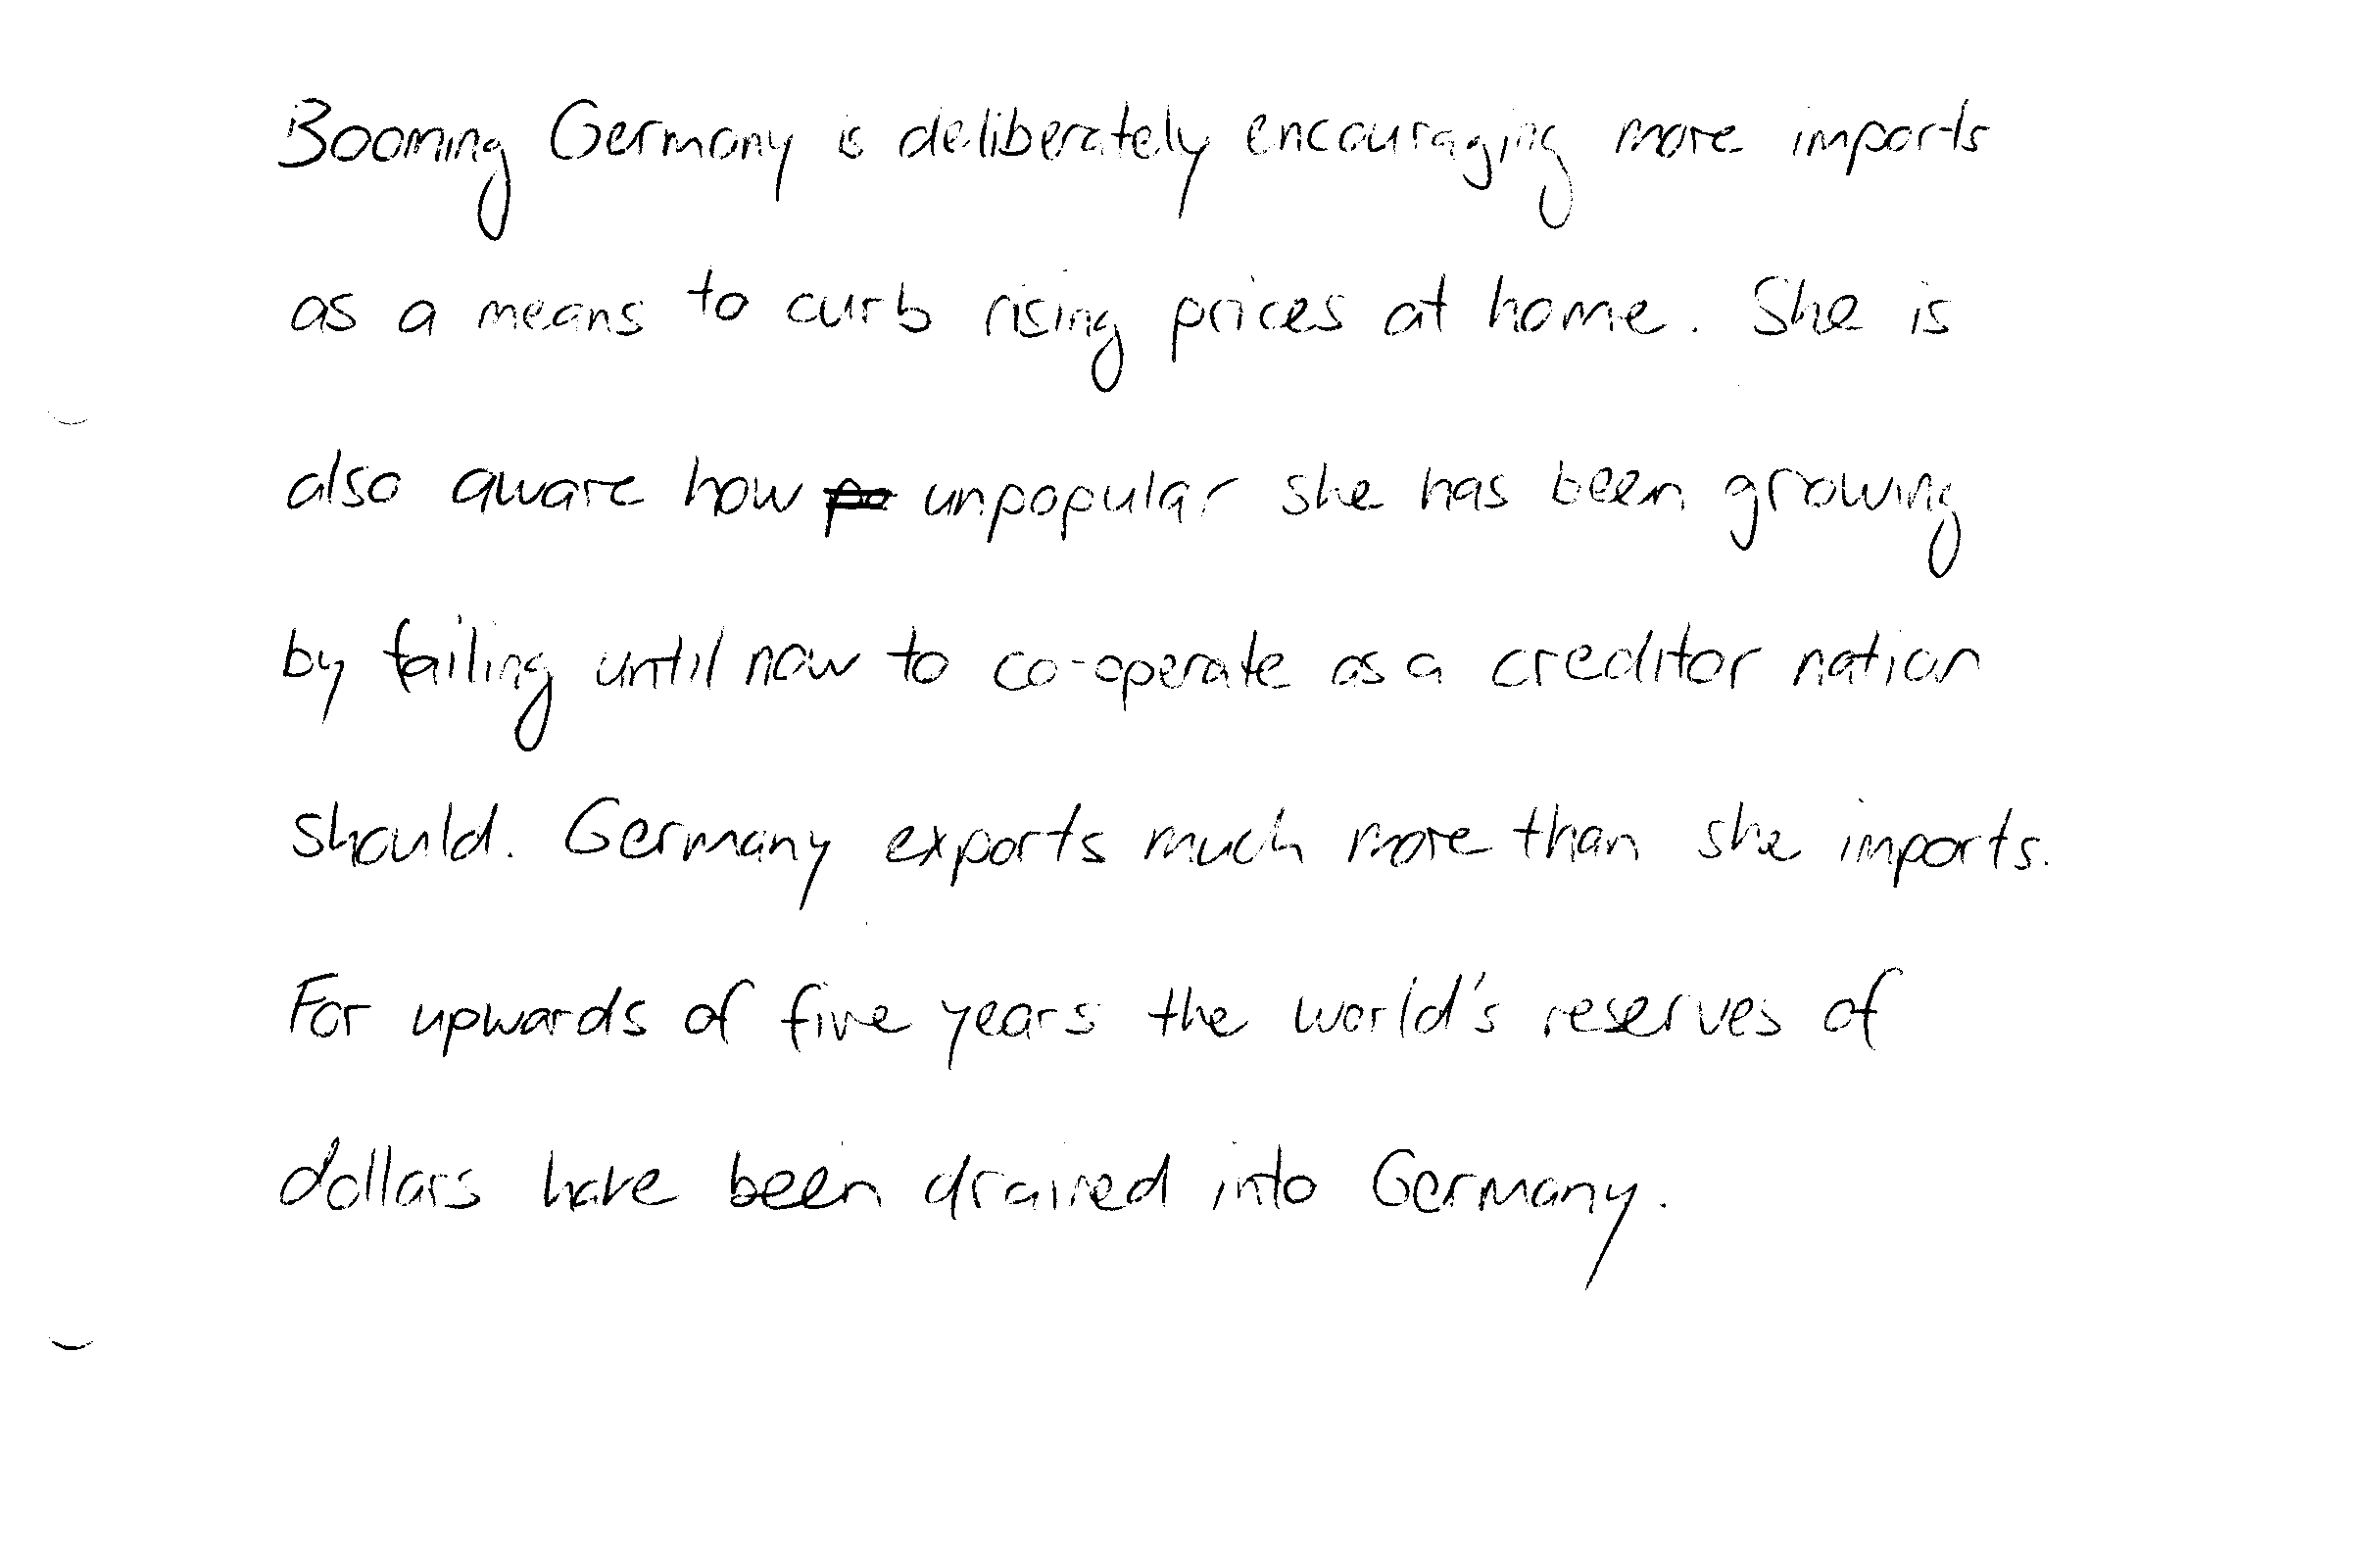 Booming Germany is deliberately encouraging more imports
as a means to curb rising prices at home. She is
also aware how po unpopular she has been growing
by failing until now to co-operate as a creditor nation
should. Germany exports much more than she imports.
For upwards of five years the world's reserves of
dollars have been drained into Germany.